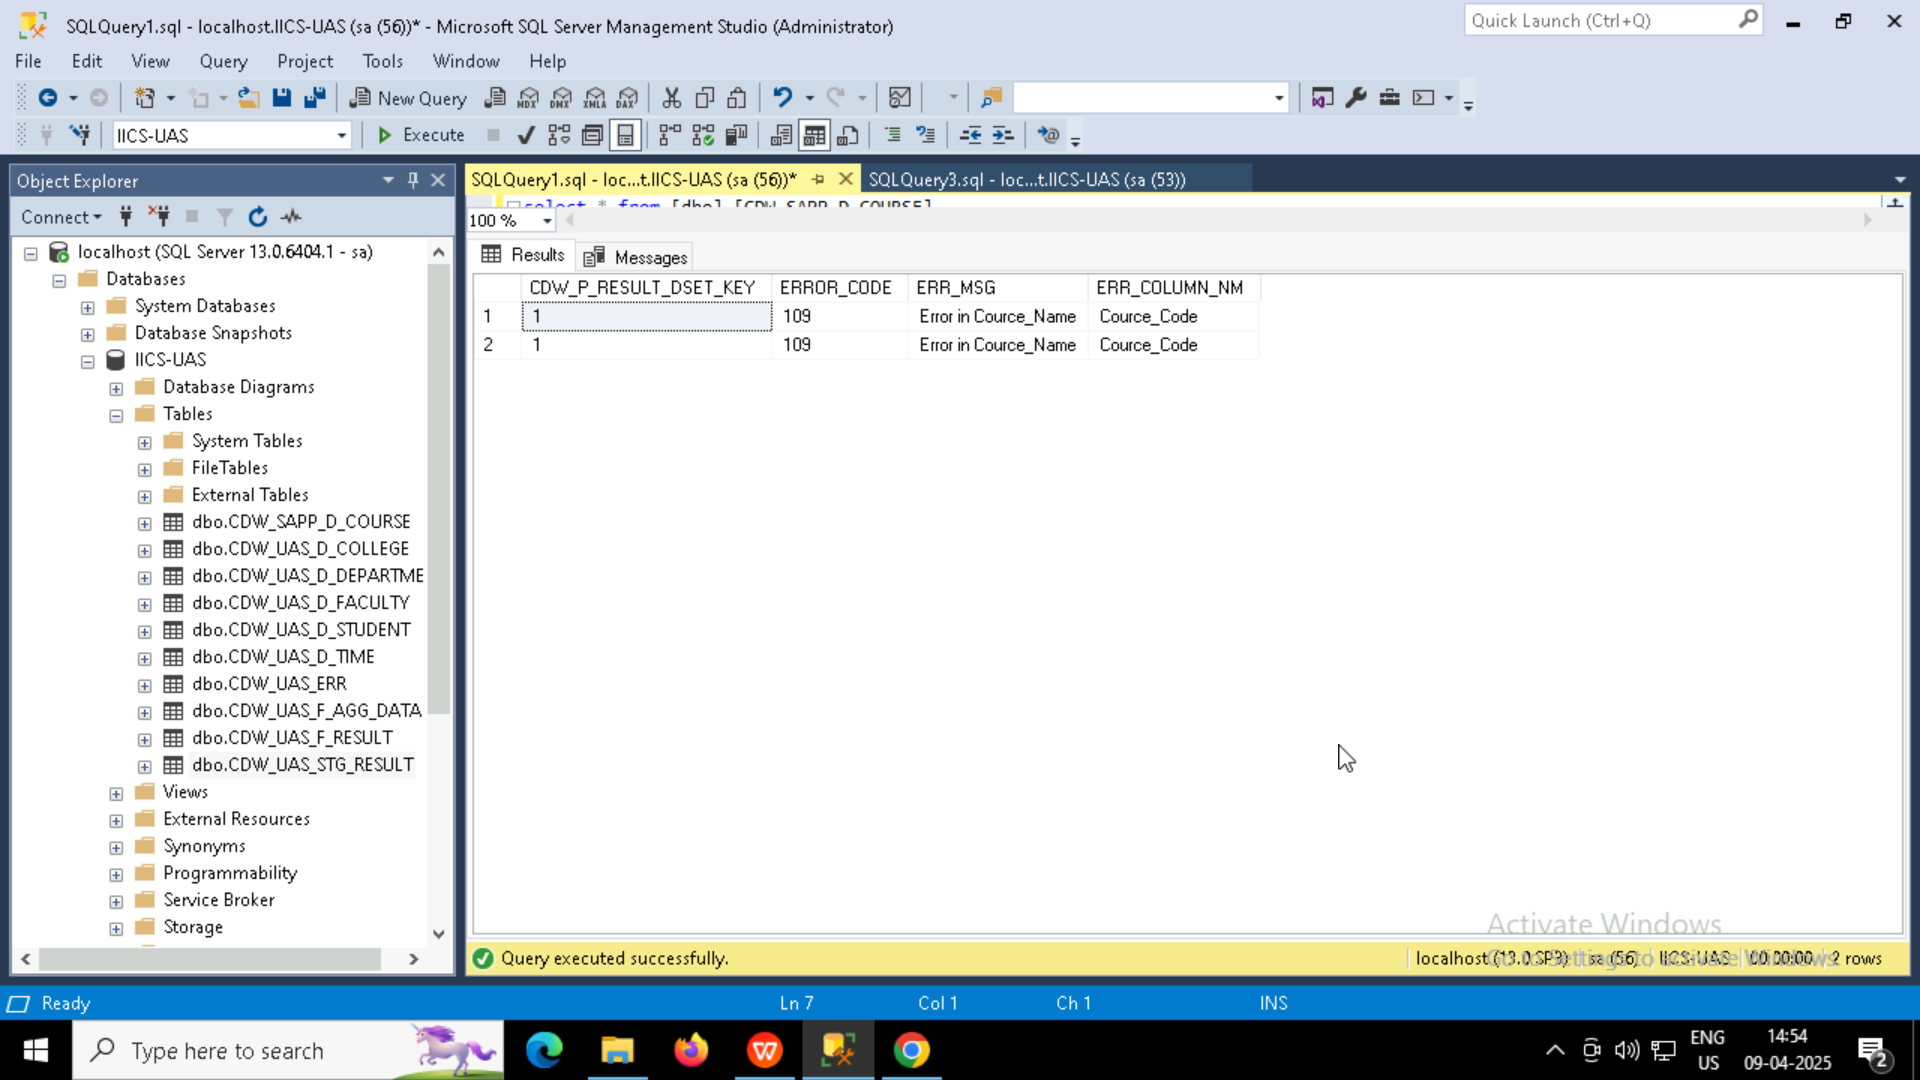 SQLQuery1.sql - localhost.IICS-UAS (sa (56))* - Microsoft SQL Server Management Studio (Administrator)
Quick Launch (Ctrl+Q)
File Edit View Query Project Tools Window Help
New Query MDX DMX XMLA DAX
IICS-UAS Execute
Object Explorer
Connect
localhost (SQL Server 13.0.6404.1 - sa)
Databases
System Databases
Database Snapshots
IICS-UAS
Database Diagrams
Tables
System Tables
FileTables
External Tables
dbo.CDW_SAPP_D_COURSE
dbo.CDW_UAS_D_COLLEGE
dbo.CDW_UAS_D_DEPARTME
dbo.CDW_UAS_D_FACULTY
dbo.CDW_UAS_D_STUDENT
dbo.CDW_UAS_D_TIME
dbo.CDW_UAS_ERR
dbo.CDW_UAS_F_AGG_DATA
dbo.CDW_UAS_F_RESULT
dbo.CDW_UAS_STG_RESULT
Views
External Resources
Synonyms
Programmability
Service Broker
Storage
SQLQuery1.sql - loc...t.IICS-UAS (sa (56))* SQLQuery3.sql - loc...t.IICS-UAS (sa (53))
select * from [dbo].[CDW_SAPP_D_COURSE]
100 %
Results Messages
CDW_P_RESULT_DSET_KEY ERROR_CODE ERR_MSG ERR_COLUMN_NM
1 1 109 Error in Cource_Name Cource_Code
2 1 109 Error in Cource_Name Cource_Code
Activate Windows
Go to Settings to activate Windows.
Query executed successfully. localhost (13.0 SP3) sa (56) IICS-UAS 00:00:00 2 rows
Ready Ln 7 Col 1 Ch 1 INS
Type here to search
ENG
US
14:54
09-04-2025
2